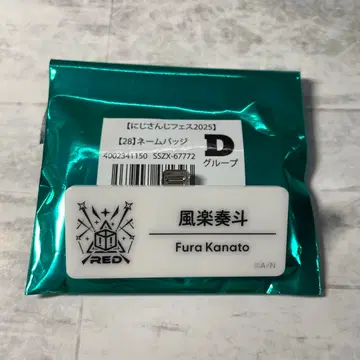 【にじさんじフェス2025】
【28】ネームバッジ
4002341150 SSZX-67772
D
グループ
風楽奏斗
Fura Kanato
RED
©A/N